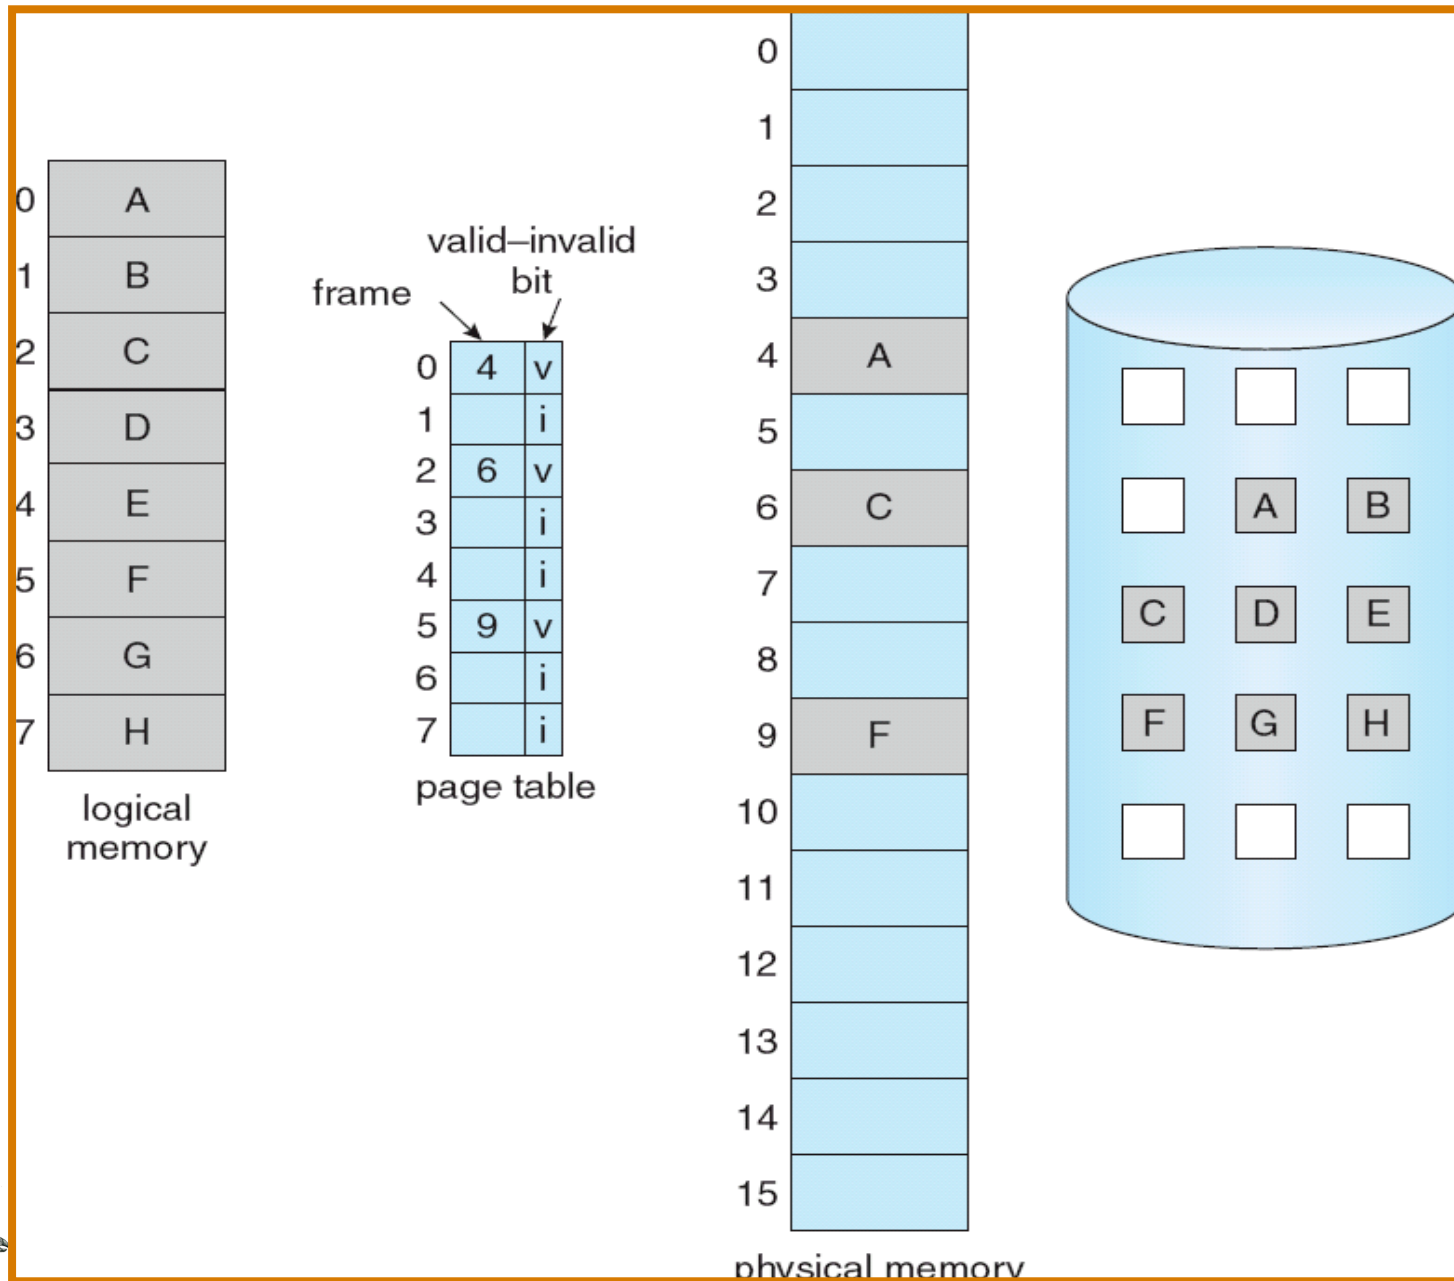 0 A
1 B
2 C
3 D
4 E
5 F
6 G
7 H
logical
memory
valid–invalid
bit
frame
0 4 v
1 i
2 6 v
3 i
4 i
5 9 v
6 i
7 i
page table
0
1
2
3
4 A
5
6 C
7
8
9 F
10
11
12
13
14
15
physical memory
A B
C D E
F G H